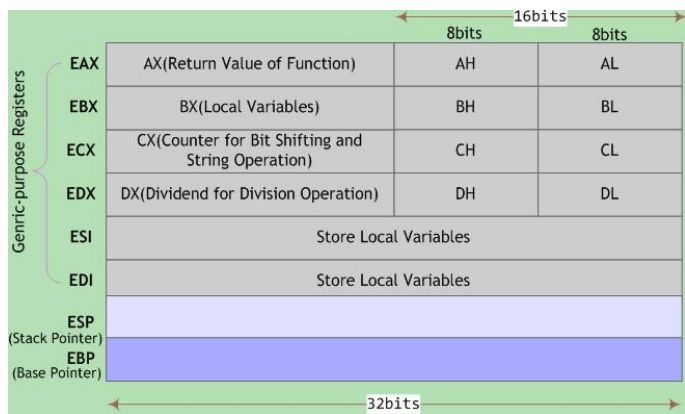 16bits
8bits 8bits
EAX AX(Return Value of Function) AH AL
EBX BX(Local Variables) BH BL
ECX CX(Counter for Bit Shifting and
String Operation) CH CL
EDX DX(Dividend for Division Operation) DH DL
ESI Store Local Variables
EDI Store Local Variables
Genric-purpose Registers
ESP
(Stack Pointer)
EBP
(Base Pointer)
32bits